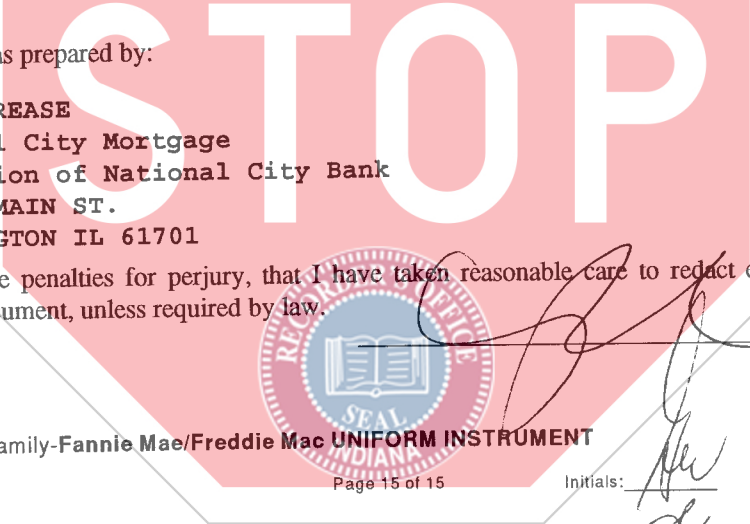 STOP
as prepared by:
REASE
l City Mortgage
ion of National City Bank
MAIN ST.
GTON IL 61701
e penalties for perjury, that I have taken reasonable care to redact e
ument, unless required by law.
RECORDER'S OFFICE
SEAL
INDIANA
amily-Fannie Mae/Freddie Mac UNIFORM INSTRUMENT
Page 15 of 15
Initials: